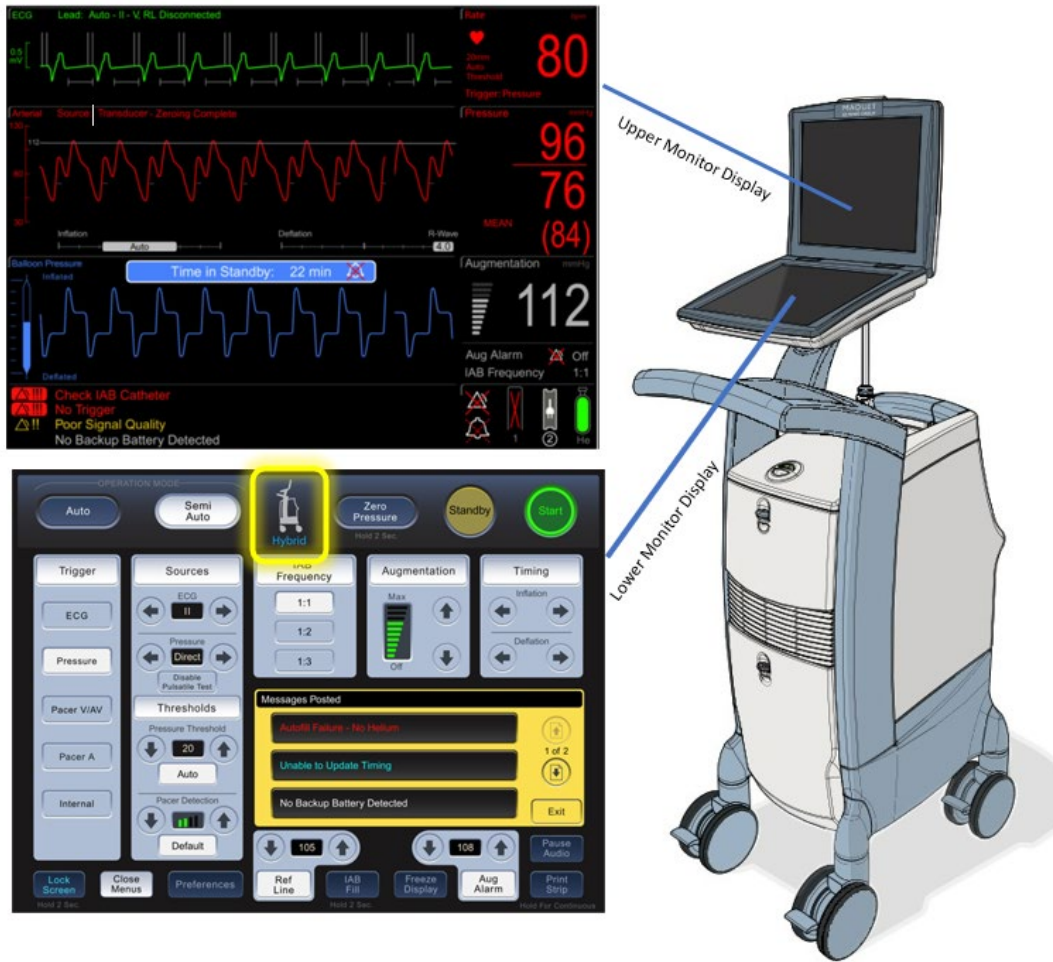 ECG Lead: Auto - II - V, RL Disconnected
0.5
mV
Rate bpm
20mm
Auto
Threshold
80
Trigger: Pressure
Arterial Source Transducer - Zeroing Complete
130
112
80
30
Pressure mmHg
96
76
MEAN
(84)
Inflation Deflation R-Wave
Auto 4.0
Balloon Pressure
Inflated
Time in Standby: 22 min
Deflated
Augmentation mmHg
112
Aug Alarm Off
IAB Frequency 1:1
!!! Check IAB Catheter
!!! No Trigger
!! Poor Signal Quality
No Backup Battery Detected
1 2 He
OPERATION MODE
Auto
Semi
Auto
Hybrid
Zero
Pressure
Hold 2 Sec.
Standby
Start
Trigger
ECG
Pressure
Pacer V/AV
Pacer A
Internal
Sources
ECG
II
Pressure
Direct
Disable
Pulsatile Test
Thresholds
Pressure Threshold
20
Auto
Pacer Detection
Default
IAB
Frequency
1:1
1:2
1:3
Augmentation
Max
Off
Timing
Inflation
Deflation
Messages Posted
Autofill Failure - No Helium
Unable to Update Timing
No Backup Battery Detected
1 of 2
Exit
105
108
Pause
Audio
Lock
Screen
Hold 2 Sec.
Close
Menus
Preferences
Ref
Line
IAB
Fill
Hold 2 Sec.
Freeze
Display
Aug
Alarm
Print
Strip
Hold For Continuous
Upper Monitor Display
Lower Monitor Display
MAQUET